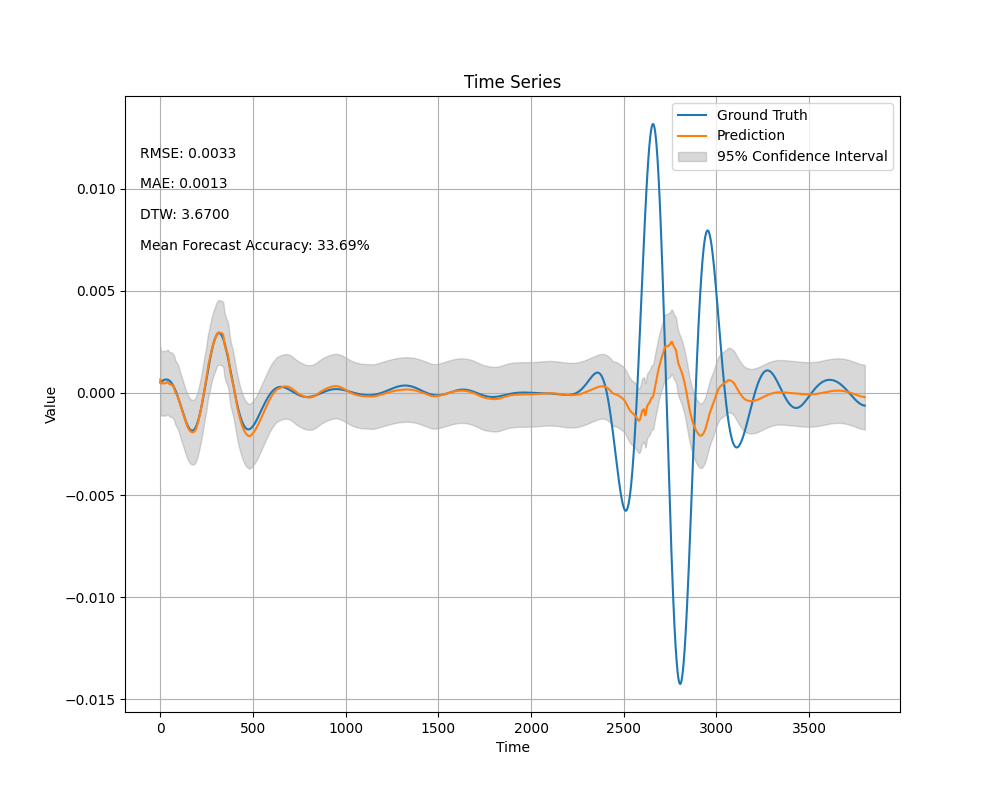 Time Series
Ground Truth
Prediction
95% Confidence Interval
RMSE: 0.0033
MAE: 0.0013
DTW: 3.6700
Mean Forecast Accuracy: 33.69%
Value
0.010
0.005
0.000
−0.005
−0.010
−0.015
0 500 1000 1500 2000 2500 3000 3500
Time